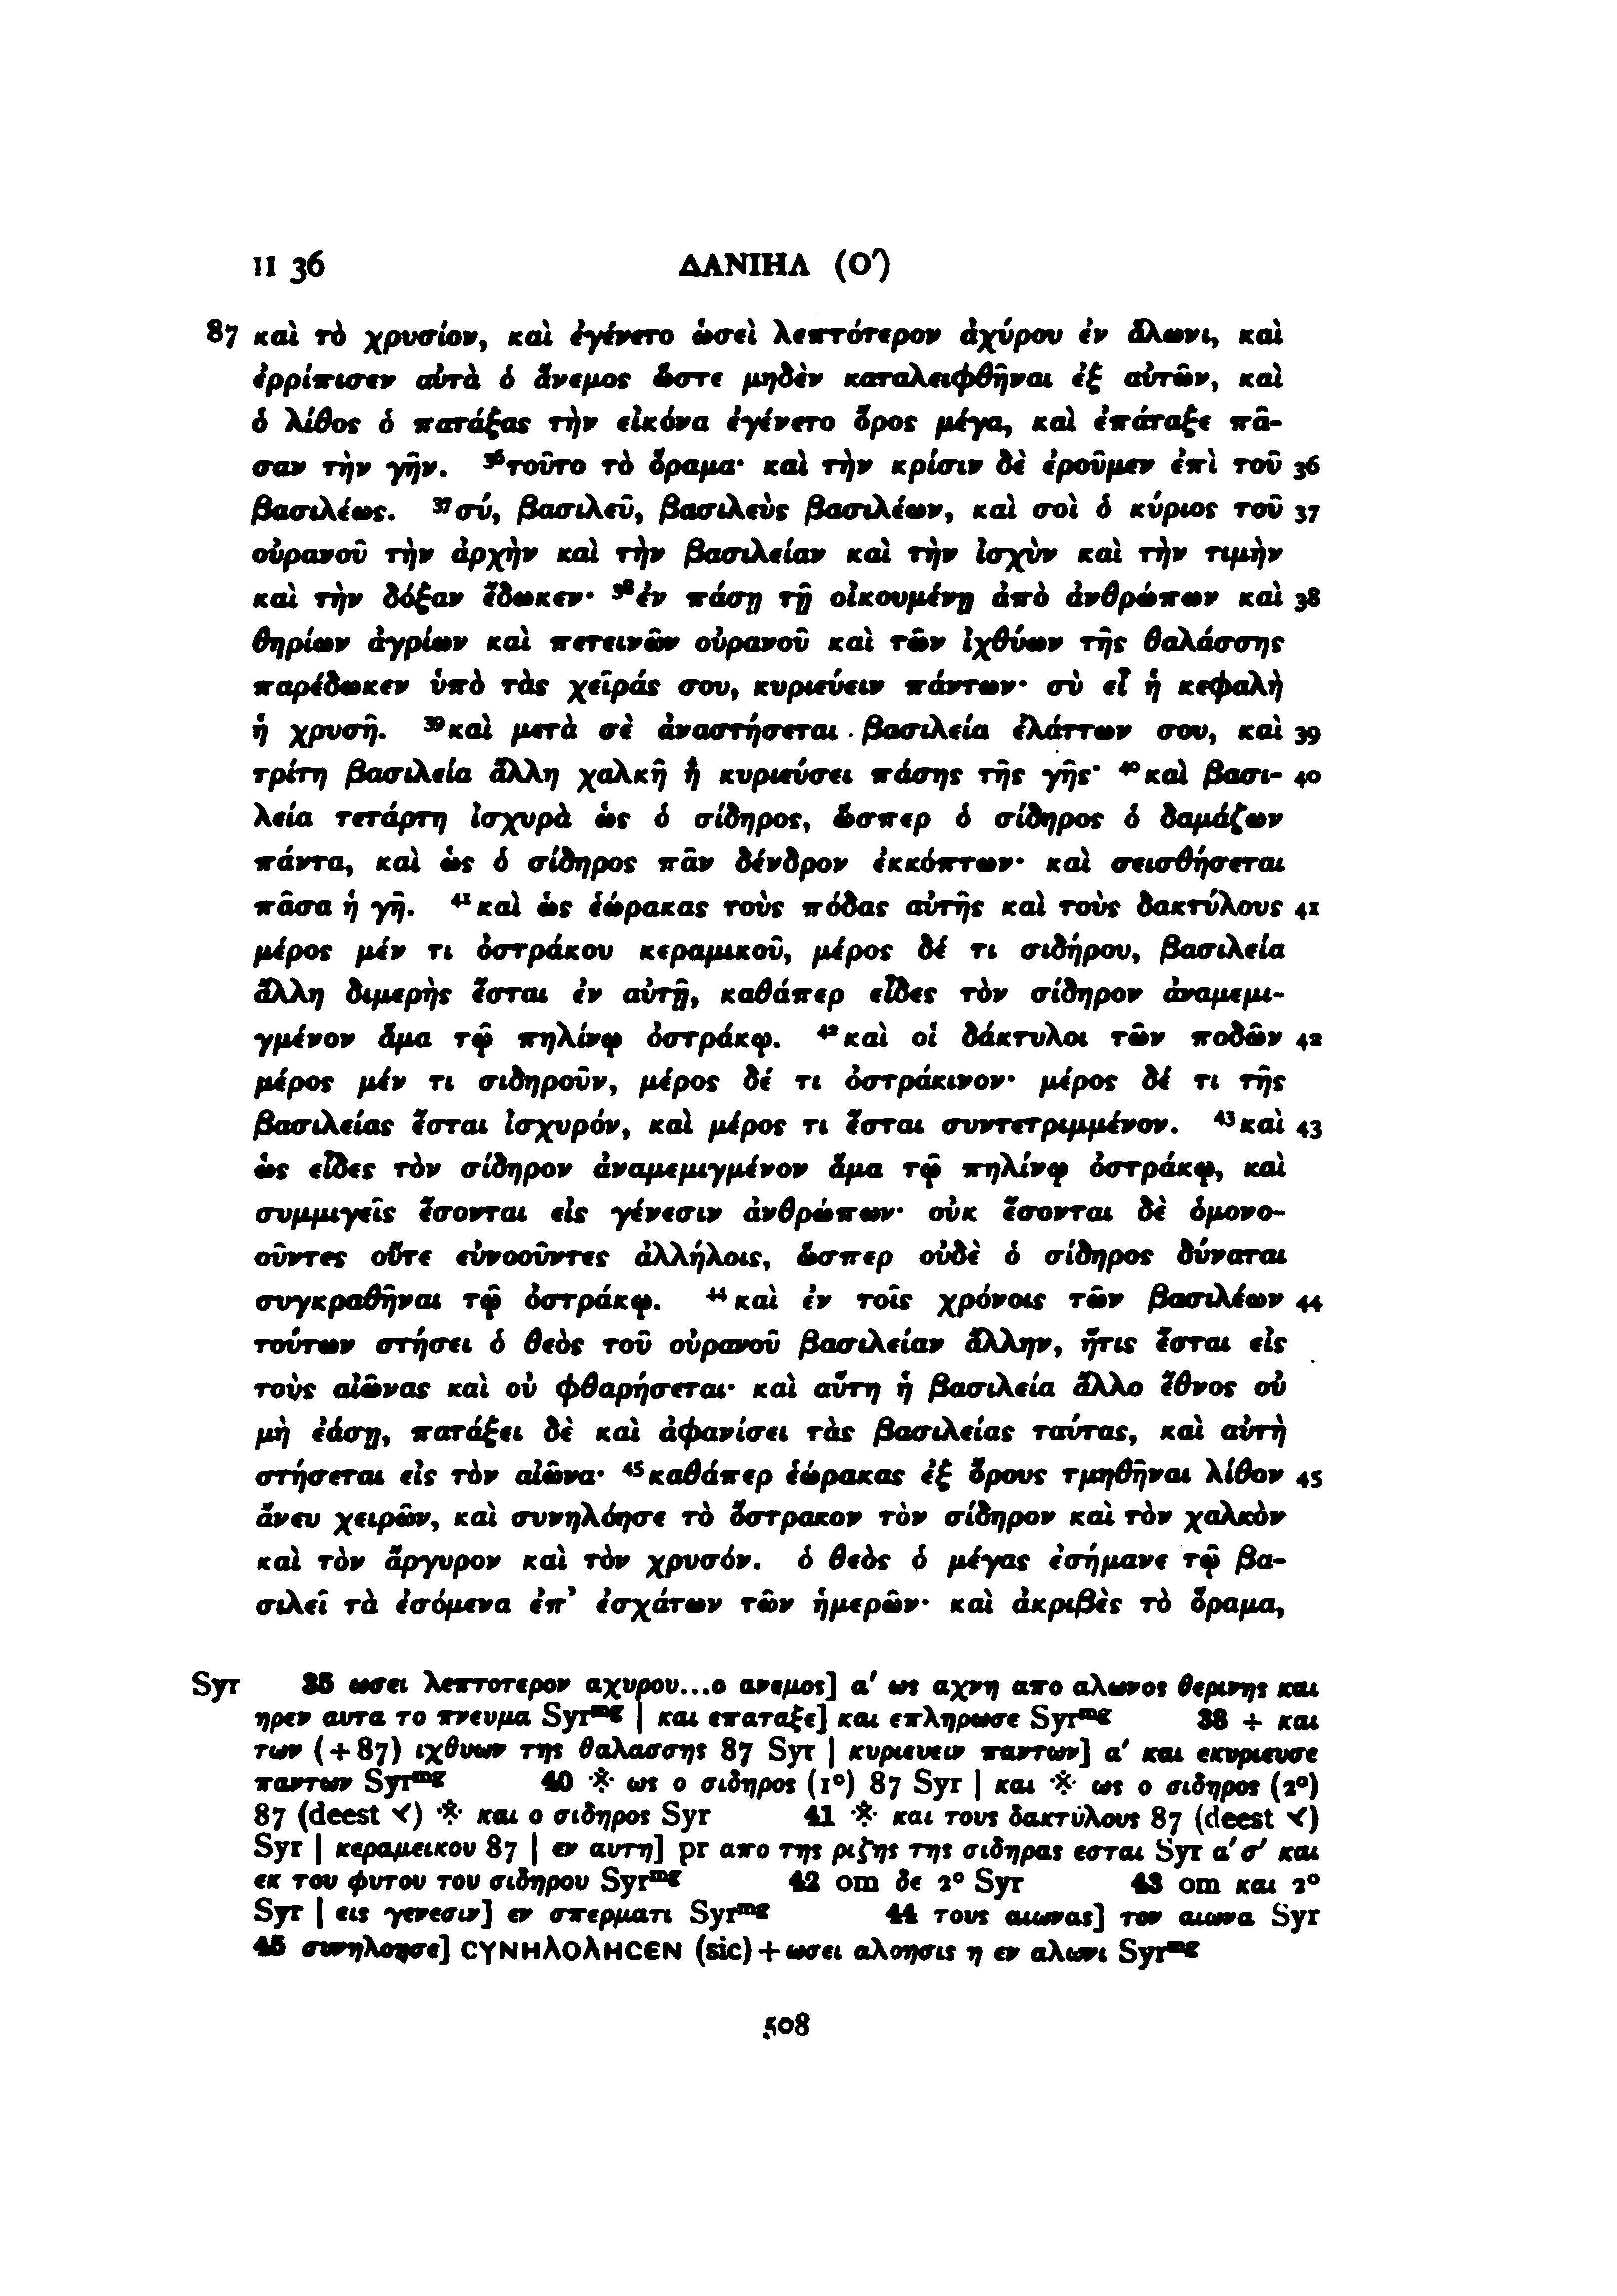 II 36 ΔΑΝΙΗΛ (Ο´)
87 καὶ τὸ χρυσίον, καὶ ἐγένετο ὡσεὶ λεπτότερον ἀχύρου ἐν ἅλωνι, καὶ
ἐρρίπισεν αὐτὰ ὁ ἄνεμος ὥστε μηδὲν καταλειφθῆναι ἐξ αὐτῶν, καὶ
ὁ λίθος ὁ πατάξας τὴν εἰκόνα ἐγένετο ὄρος μέγα, καὶ ἐπάταξε πᾶ-
σαν τὴν γῆν. ³⁶τοῦτο τὸ ὅραμα· καὶ τὴν κρίσιν δὲ ἐροῦμεν ἐπὶ τοῦ 36
βασιλέως. ³⁷σύ, βασιλεῦ, βασιλεὺς βασιλέων, καὶ σοὶ ὁ κύριος τοῦ 37
οὐρανοῦ τὴν ἀρχὴν καὶ τὴν βασιλείαν καὶ τὴν ἰσχὺν καὶ τὴν τιμὴν
καὶ τὴν δόξαν ἔδωκεν· ³⁸ἐν πάσῃ τῇ οἰκουμένῃ ἀπὸ ἀνθρώπων καὶ 38
θηρίων ἀγρίων καὶ πετεινῶν οὐρανοῦ καὶ τῶν ἰχθύων τῆς θαλάσσης
παρέδωκεν ὑπὸ τὰς χεῖράς σου, κυριεύειν πάντων· σὺ εἶ ἡ κεφαλὴ
ἡ χρυσῆ. ³⁹καὶ μετὰ σὲ ἀναστήσεται βασιλεία ἐλάττων σου, καὶ 39
τρίτη βασιλεία ἄλλη χαλκῆ ἣ κυριεύσει πάσης τῆς γῆς· ⁴⁰καὶ βασι- 40
λεία τετάρτη ἰσχυρὰ ὡς ὁ σίδηρος, ὥσπερ ὁ σίδηρος ὁ δαμάζων
πάντα, καὶ ὡς ὁ σίδηρος πᾶν δένδρον ἐκκόπτων· καὶ σεισθήσεται
πᾶσα ἡ γῆ. ⁴¹καὶ ὡς ἑώρακας τοὺς πόδας αὐτῆς καὶ τοὺς δακτύλους 41
μέρος μέν τι ὀστράκου κεραμικοῦ, μέρος δέ τι σιδήρου, βασιλεία
ἄλλη διμερὴς ἔσται ἐν αὐτῇ, καθάπερ εἶδες τὸν σίδηρον ἀναμεμι-
γμένον ἅμα τῷ πηλίνῳ ὀστράκῳ. ⁴²καὶ οἱ δάκτυλοι τῶν ποδῶν 42
μέρος μέν τι σιδηροῦν, μέρος δέ τι ὀστράκινον· μέρος δέ τι τῆς
βασιλείας ἔσται ἰσχυρόν, καὶ μέρος τι ἔσται συντετριμμένον. ⁴³καὶ 43
ὡς εἶδες τὸν σίδηρον ἀναμεμιγμένον ἅμα τῷ πηλίνῳ ὀστράκῳ, καὶ
συμμιγεῖς ἔσονται εἰς γένεσιν ἀνθρώπων· οὐκ ἔσονται δὲ ὁμονο-
οῦντες οὔτε εὐνοοῦντες ἀλλήλοις, ὥσπερ οὐδὲ ὁ σίδηρος δύναται
συγκραθῆναι τῷ ὀστράκῳ. ⁴⁴καὶ ἐν τοῖς χρόνοις τῶν βασιλέων 44
τούτων στήσει ὁ θεὸς τοῦ οὐρανοῦ βασιλείαν ἄλλην, ἥτις ἔσται εἰς
τοὺς αἰῶνας καὶ οὐ φθαρήσεται· καὶ αὕτη ἡ βασιλεία ἄλλο ἔθνος οὐ
μὴ ἐάσῃ, πατάξει δὲ καὶ ἀφανίσει τὰς βασιλείας ταύτας, καὶ αὐτὴ
στήσεται εἰς τὸν αἰῶνα· ⁴⁵καθάπερ ἑώρακας ἐξ ὄρους τμηθῆναι λίθον 45
ἄνευ χειρῶν, καὶ συνηλόησε τὸ ὄστρακον τὸν σίδηρον καὶ τὸν χαλκὸν
καὶ τὸν ἄργυρον καὶ τὸν χρυσόν. ὁ θεὸς ὁ μέγας ἐσήμανε τῷ βα-
σιλεῖ τὰ ἐσόμενα ἐπ᾽ ἐσχάτων τῶν ἡμερῶν· καὶ ἀκριβὲς τὸ ὅραμα,
Syr 35 ωσει λεπτοτερον αχυρου...ο ανεμος] α´ ως αχνη απο αλωνος θερινης και
ηρεν αυτα το πνευμα Syrᵐᵍ | και επαταξε] και επληρωσε Syrᵐᵍ 38 ÷ και
των (+87) ιχθυων της θαλασσης 87 Syr | κυριευειν παντων] α´ και εκυριευσε
παντων Syrᵐᵍ 40 ※ ως ο σιδηρος (1°) 87 Syr | και ※ ως ο σιδηρος (2°)
87 (deest ⸔) ※ και ο σιδηρος Syr 41 ※ και τους δακτϋλους 87 (deest ⸔)
Syr | κεραμεικου 87 | εν αυτη] pr απο της ριζης της σιδηρας εσται Syr α´ σ´ και
εκ του φυτου του σιδηρου Syrᵐᵍ 42 om δε 2° Syr 43 om και 2°
Syr | εις γενεσιν] εν σπερματι Syrᵐᵍ 44 τους αιωνας] τον αιωνα Syr
45 συνηλοησε] ϹΥΝΗΛΟΛΗϹΕΝ (sic) + ωσει αλοησις η εν αλωνι Syrᵐᵍ
508